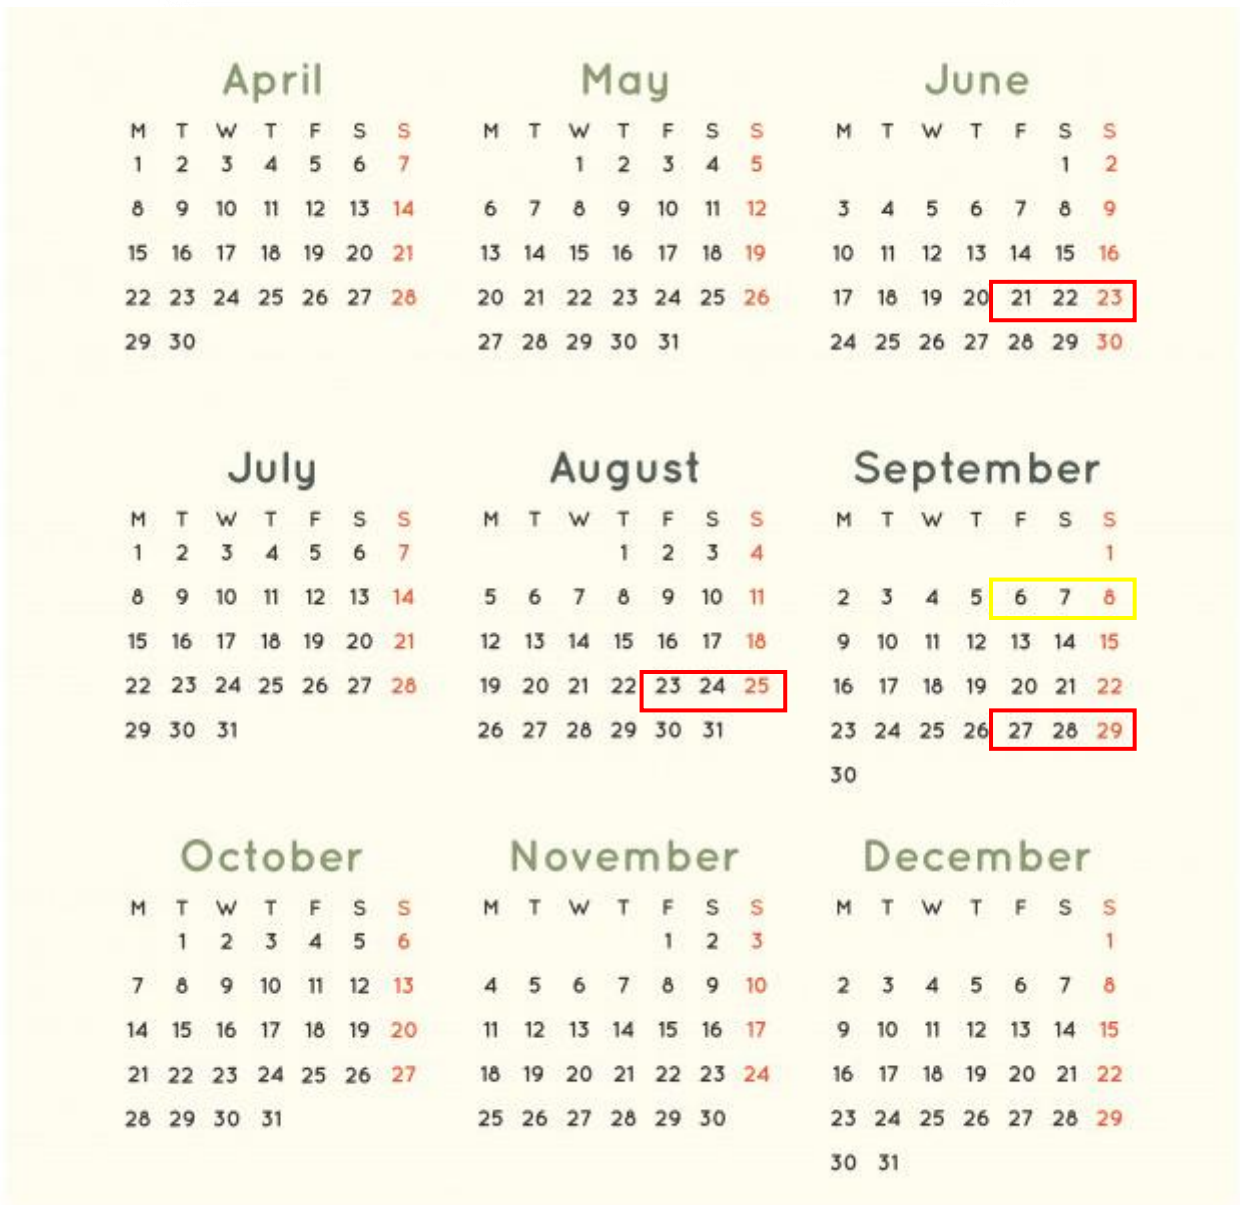 April May June
M T W T F S S M T W T F S S M T W T F S S
1 2 3 4 5 6 7 1 2 3 4 5 1 2
8 9 10 11 12 13 14 6 7 8 9 10 11 12 3 4 5 6 7 8 9
15 16 17 18 19 20 21 13 14 15 16 17 18 19 10 11 12 13 14 15 16
22 23 24 25 26 27 28 20 21 22 23 24 25 26 17 18 19 20 21 22 23
29 30 27 28 29 30 31 24 25 26 27 28 29 30
July August September
M T W T F S S M T W T F S S M T W T F S S
1 2 3 4 5 6 7 1 2 3 4 1
8 9 10 11 12 13 14 5 6 7 8 9 10 11 2 3 4 5 6 7 8
15 16 17 18 19 20 21 12 13 14 15 16 17 18 9 10 11 12 13 14 15
22 23 24 25 26 27 28 19 20 21 22 23 24 25 16 17 18 19 20 21 22
29 30 31 26 27 28 29 30 31 23 24 25 26 27 28 29
30
October November December
M T W T F S S M T W T F S S M T W T F S S
1 2 3 4 5 6 1 2 3 1
7 8 9 10 11 12 13 4 5 6 7 8 9 10 2 3 4 5 6 7 8
14 15 16 17 18 19 20 11 12 13 14 15 16 17 9 10 11 12 13 14 15
21 22 23 24 25 26 27 18 19 20 21 22 23 24 16 17 18 19 20 21 22
28 29 30 31 25 26 27 28 29 30 23 24 25 26 27 28 29
30 31